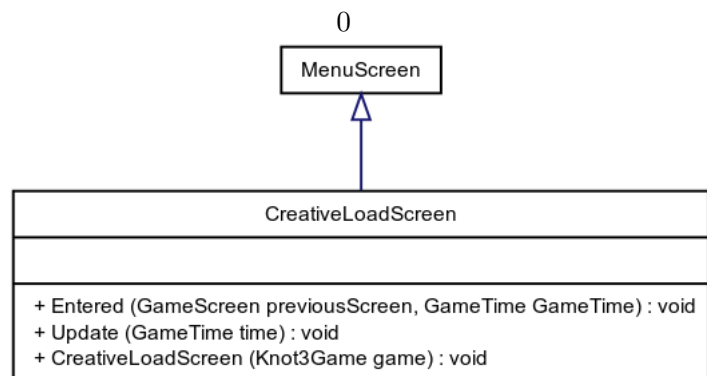 0
MenuScreen
CreativeLoadScreen
+ Entered (GameScreen previousScreen, GameTime GameTime) : void
+ Update (GameTime time) : void
+ CreativeLoadScreen (Knot3Game game) : void